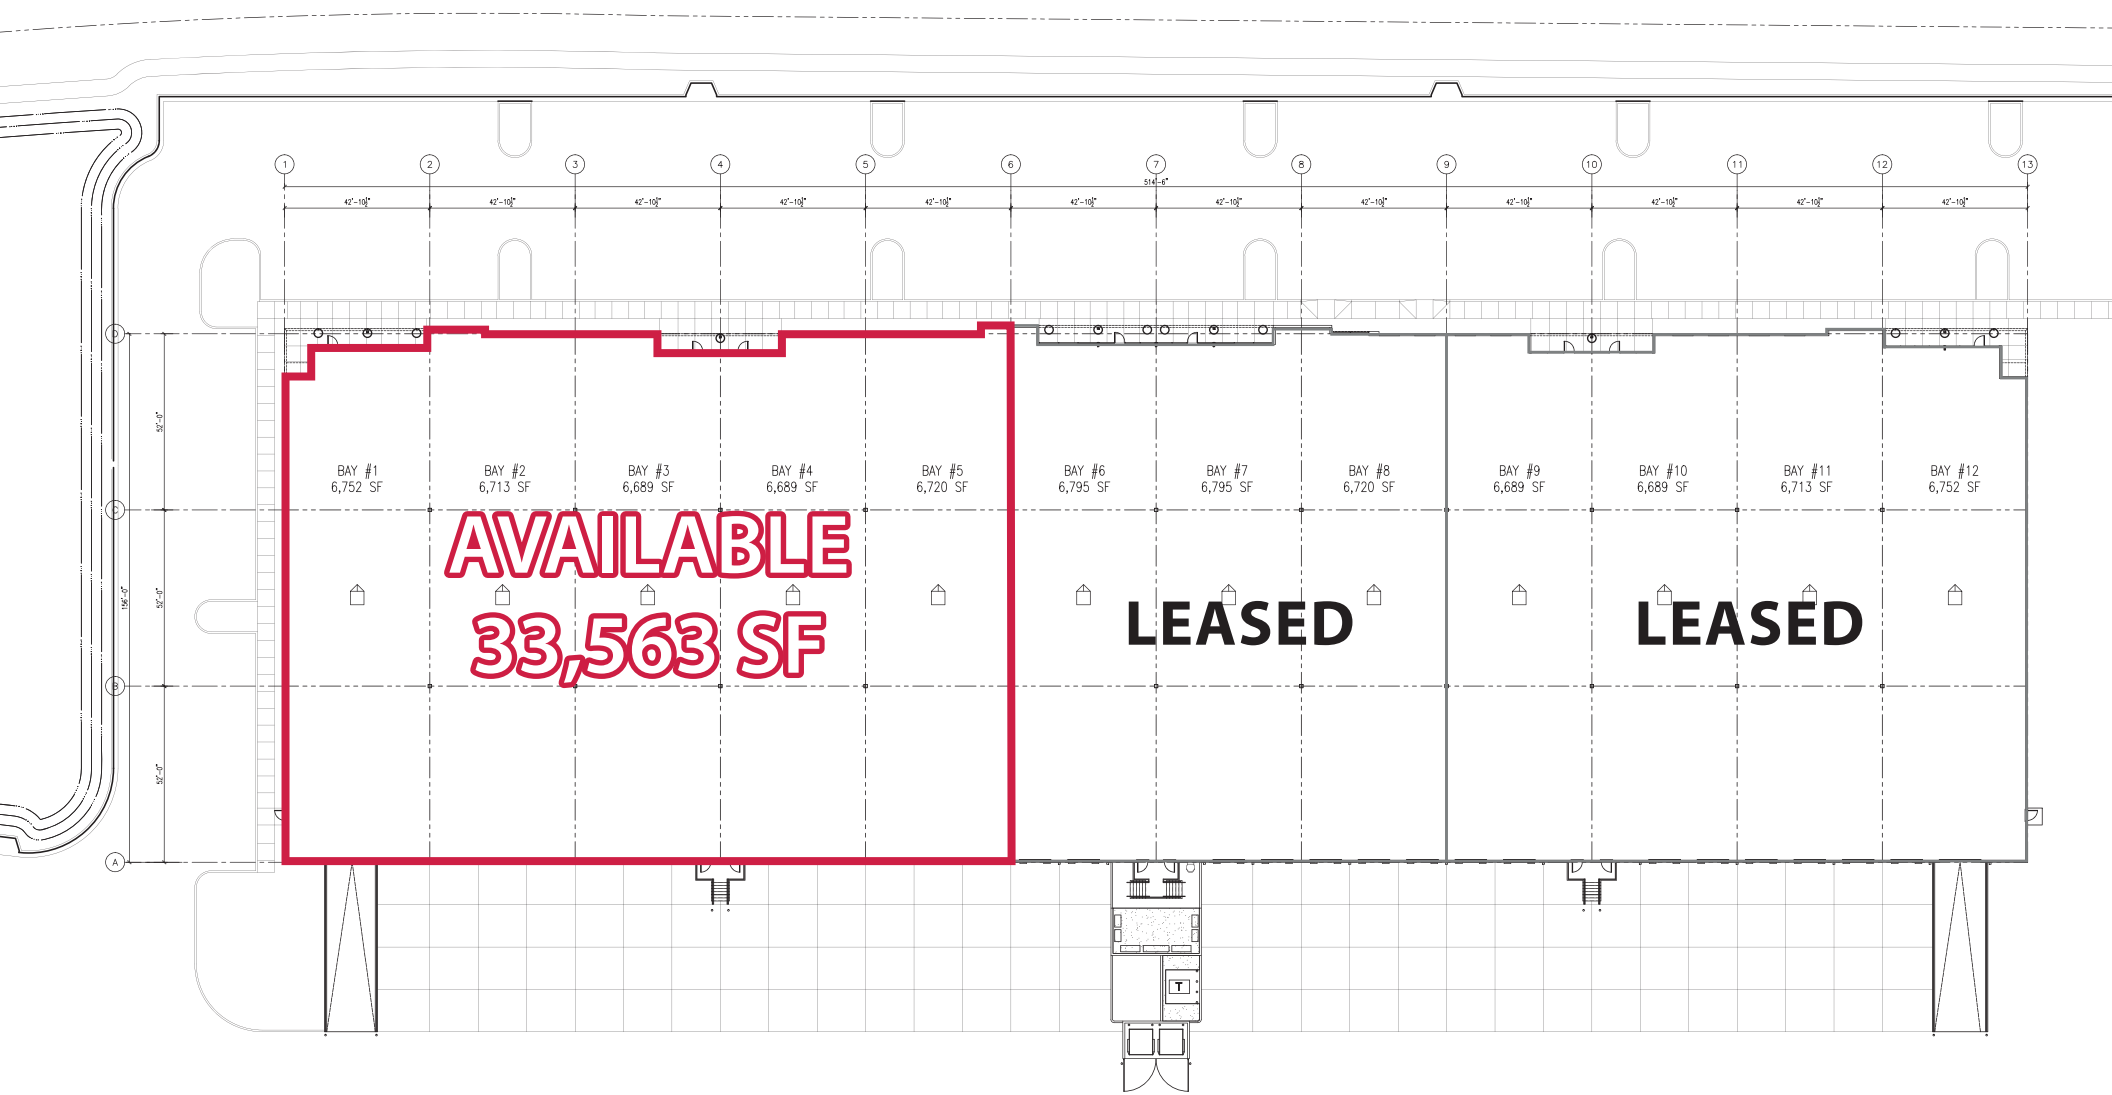 1 2 3 4 5 6 7 8 9 10 11 12 13
514'-6"
42'-10½" 42'-10½" 42'-10½" 42'-10½" 42'-10½" 42'-10½" 42'-10½" 42'-10½" 42'-10½" 42'-10½" 42'-10½" 42'-10½"
D
52'-0"
BAY #1 BAY #2 BAY #3 BAY #4 BAY #5 BAY #6 BAY #7 BAY #8 BAY #9 BAY #10 BAY #11 BAY #12
6,752 SF 6,713 SF 6,689 SF 6,689 SF 6,720 SF 6,795 SF 6,795 SF 6,720 SF 6,689 SF 6,689 SF 6,713 SF 6,752 SF
C
AVAILABLE
156'-0" 52'-0"
33,563 SF LEASED LEASED
B
52'-0"
A
T